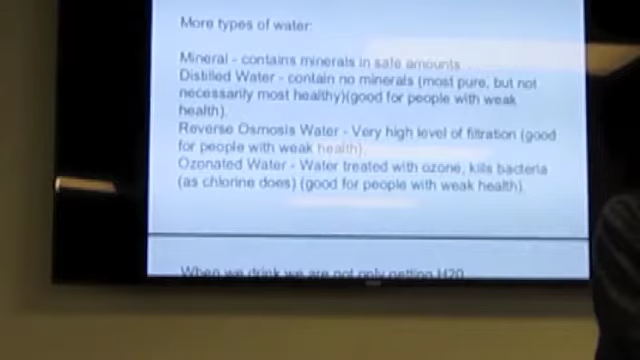 More types of water:
Mineral - contains minerals in safe amounts
Distilled Water - contain no minerals (most pure, but not
necessarily most healthy)(good for people with weak
health).
Reverse Osmosis Water - Very high level of filtration (good
for people with weak health).
Ozonated Water - Water treated with ozone, kills bacteria
(as chlorine does) (good for people with weak health).
When we drink we are not only getting H20